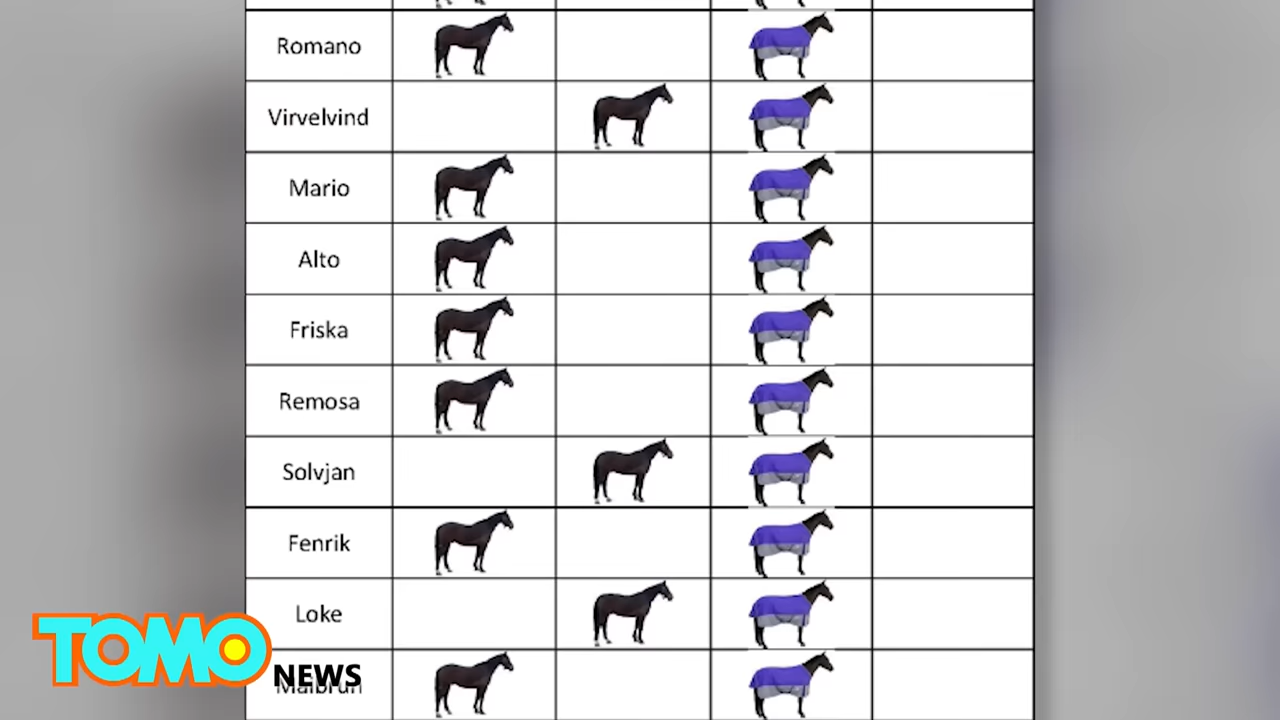 Romano
Virvelvind
Mario
Alto
Friska
Remosa
Solvjan
Fenrik
Loke
TOMO
NEWS